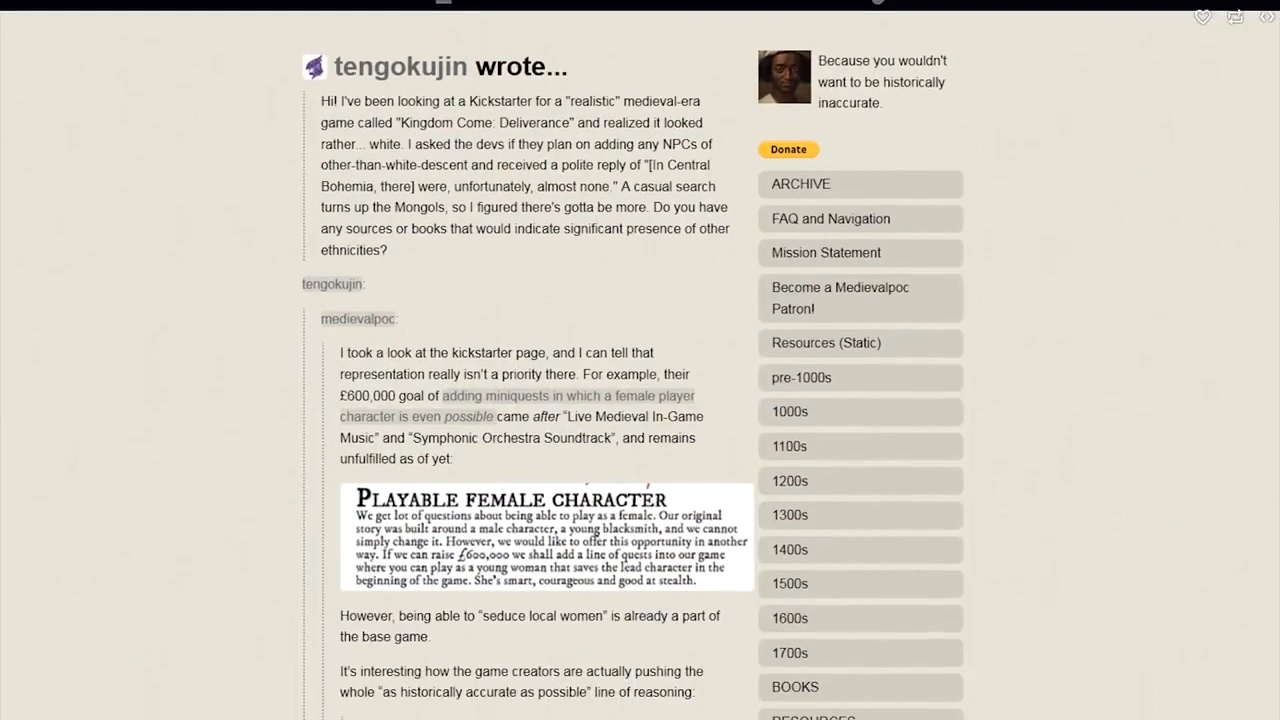 tengokujin wrote...
Hi! I've been looking at a Kickstarter for a "realistic" medieval-era
game called "Kingdom Come: Deliverance" and realized it looked
rather... white. I asked the devs if they plan on adding any NPCs of
other-than-white-descent and received a polite reply of "[In Central
Bohemia, there] were, unfortunately, almost none." A casual search
turns up the Mongols, so I figured there's gotta be more. Do you have
any sources or books that would indicate significant presence of other
ethnicities?
tengokujin:
medievalpoc:
I took a look at the kickstarter page, and I can tell that
representation really isn't a priority there. For example, their
£600,000 goal of adding miniquests in which a female player
character is even possible came after “Live Medieval In-Game
Music” and “Symphonic Orchestra Soundtrack”, and remains
unfulfilled as of yet:
PLAYABLE FEMALE CHARACTER
We get lot of questions about being able to play as a female. Our original
story was built around a male character, a young blacksmith, and we cannot
simply change it. However, we would like to offer this opportunity in another
way. If we can raise £600,000 we shall add a line of quests into our game
where you can play as a young woman that saves the lead character in the
beginning of the game. She's smart, courageous and good at stealth.
However, being able to “seduce local women” is already a part of
the base game.
It's interesting how the game creators are actually pushing the
whole “as historically accurate as possible” line of reasoning:
Because you wouldn't
want to be historically
inaccurate.
Donate
ARCHIVE
FAQ and Navigation
Mission Statement
Become a Medievalpoc
Patron!
Resources (Static)
pre-1000s
1000s
1100s
1200s
1300s
1400s
1500s
1600s
1700s
BOOKS
RESOURCES